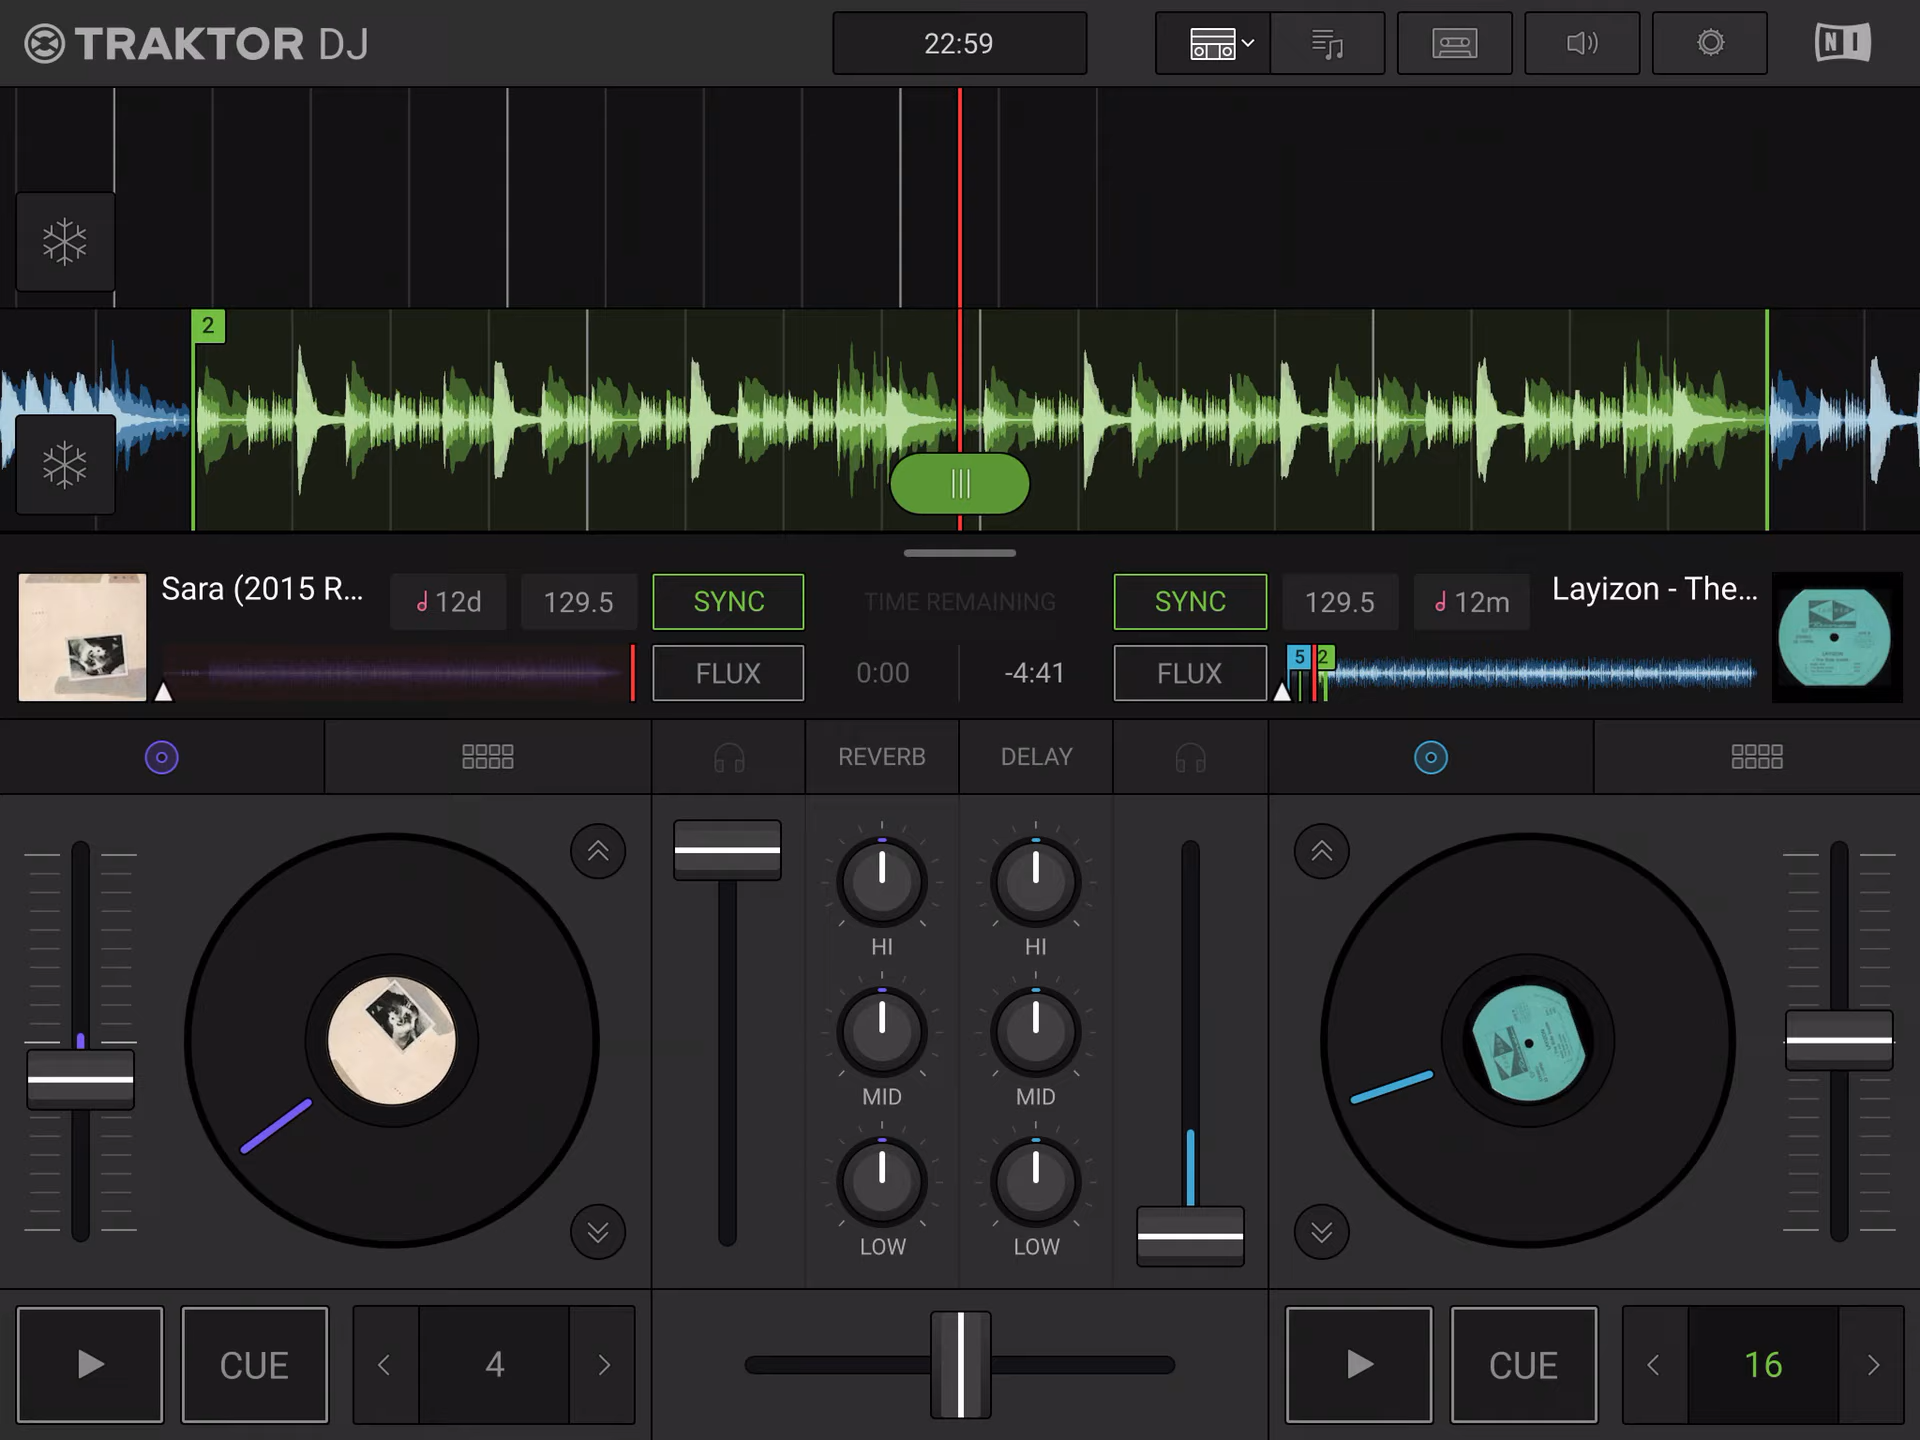 TRAKTOR DJ
22:59
NI
2
Sara (2015 R...
12d
129.5
SYNC
TIME REMAINING
SYNC
129.5
12m
Layizon - The...
FLUX
0:00
-4:41
FLUX
5
2
REVERB
DELAY
HI
HI
MID
MID
LOW
LOW
CUE
4
CUE
16